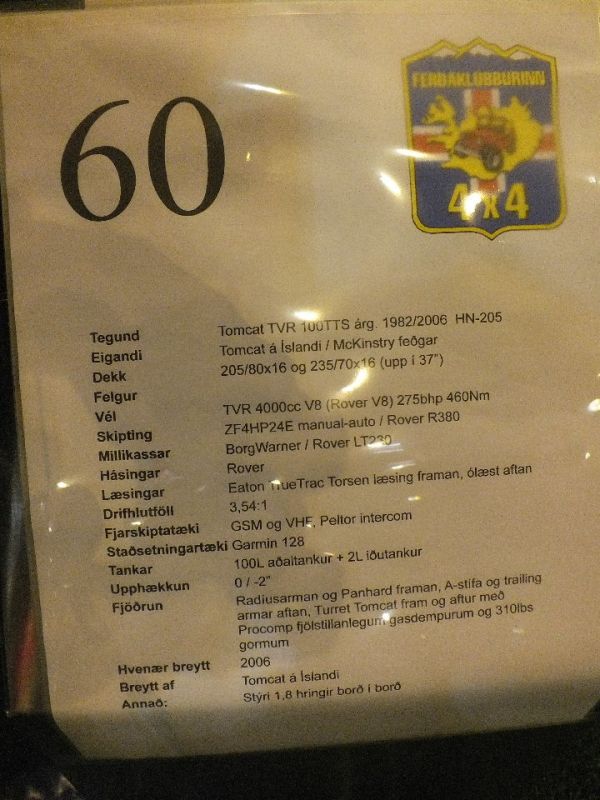 60
FERÐAKLÚBBURINN
4 x 4
Tegund Tomcat TVR 100TTS árg. 1982/2006 HN-205
Eigandi Tomcat á Íslandi / McKinstry feðgar
Dekk 205/80x16 og 235/70x16 (upp í 37")
Felgur
Vél TVR 4000cc V8 (Rover V8) 275bhp 460Nm
Skipting ZF4HP24E manual-auto / Rover R380
Millikassar BorgWarner / Rover LT230
Hásingar Rover
Læsingar Eaton TrueTrac Torsen læsing framan, ólæst aftan
Drifhlutföll 3,54:1
Fjarskiptatæki GSM og VHF, Peltor intercom
Staðsetningartæki Garmin 128
Tankar 100L aðaltankur + 2L iðutankur
Upphækkun 0 / -2"
Fjöðrun Radiusarman og Panhard framan, A-stífa og trailing
armar aftan, Turret Tomcat fram og aftur með
Procomp fjölstillanlegum gasdempurum og 310lbs
gormum
Hvenær breytt 2006
Breytt af Tomcat á Íslandi
Annað: Stýri 1,8 hringir borð í borð